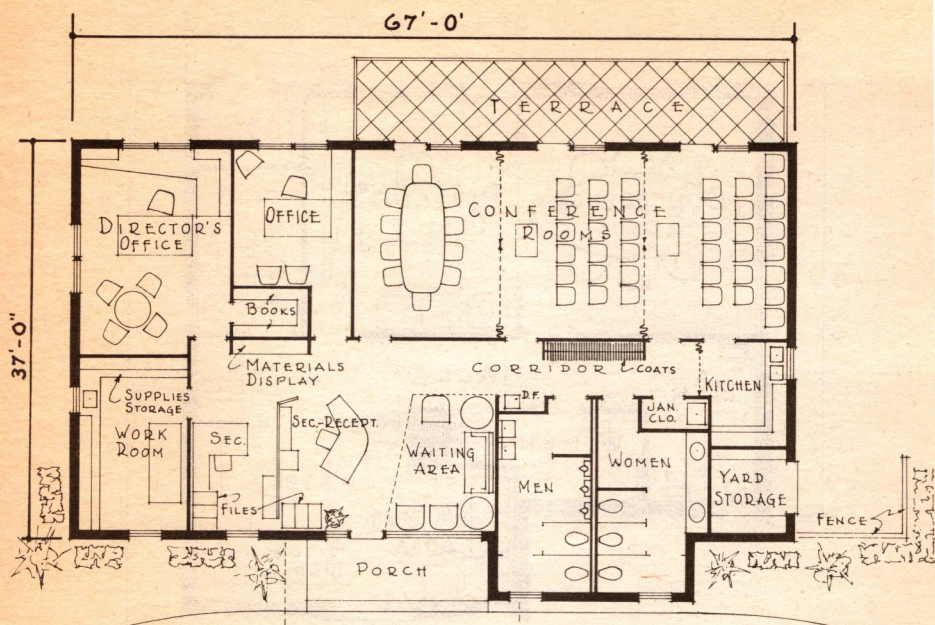 67'-0'
TERRACE
37'-0"
DIRECTOR'S
OFFICE
OFFICE
CONFERENCE
ROOMS
BOOKS
MATERIALS
DISPLAY
CORRIDOR
COATS
KITCHEN
SUPPLIES
STORAGE
WORK
ROOM
SEC.
SEC.-RECEPT.
WAITING
AREA
D.F.
JAN.
CLO.
MEN
WOMEN
YARD
STORAGE
FILES
FENCE
PORCH